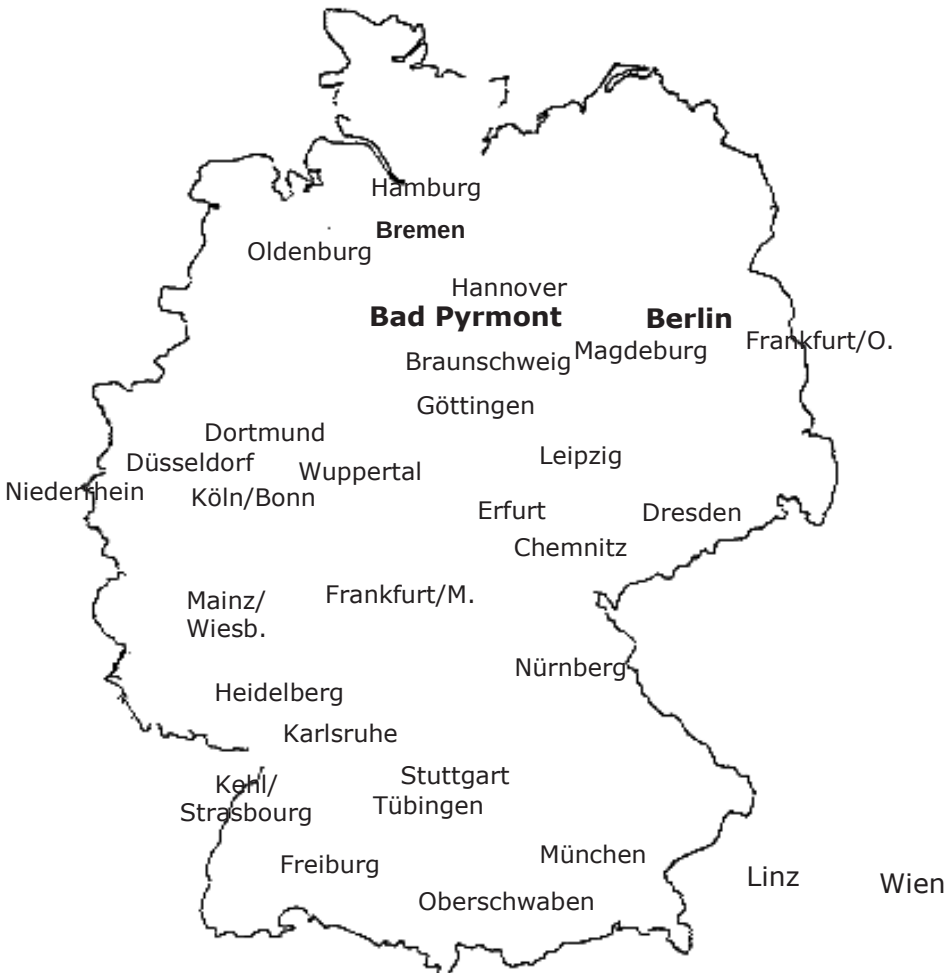 Hamburg
Bremen
Oldenburg
Hannover
Bad Pyrmont
Berlin
Frankfurt/O.
Magdeburg
Braunschweig
Göttingen
Dortmund
Düsseldorf
Wuppertal
Leipzig
Niederrhein
Köln/Bonn
Erfurt
Dresden
Chemnitz
Mainz/
Wiesb.
Frankfurt/M.
Nürnberg
Heidelberg
Karlsruhe
Kehl/
Strasbourg
Stuttgart
Tübingen
Freiburg
München
Linz
Wien
Oberschwaben